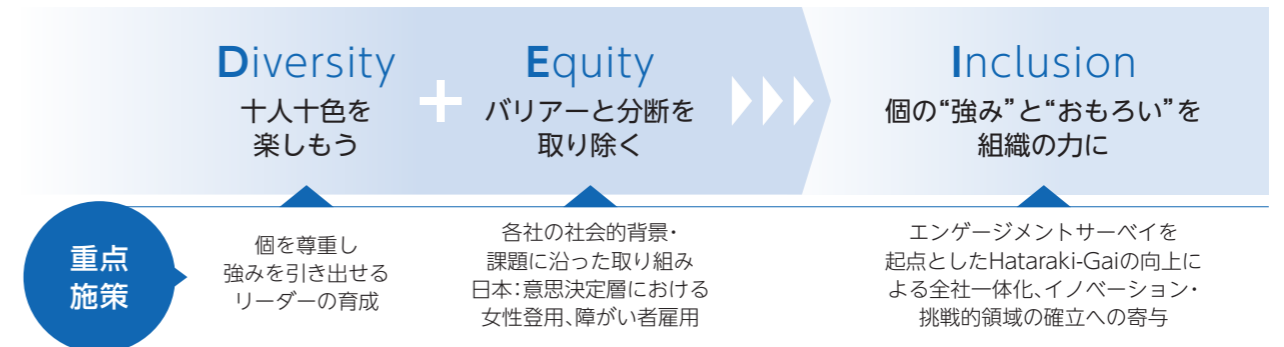 Diversity
十人十色を
楽しもう
+
Equity
バリアーと分断を
取り除く
Inclusion
個の“強み”と“おもろい”を
組織の力に
重点
施策
個を尊重し
強みを引き出せる
リーダーの育成
各社の社会的背景・
課題に沿った取り組み
日本：意思決定層における
女性登用、障がい者雇用
エンゲージメントサーベイを
起点としたHataraki-Gaiの向上に
よる全社一体化、イノベーション・
挑戦的領域の確立への寄与